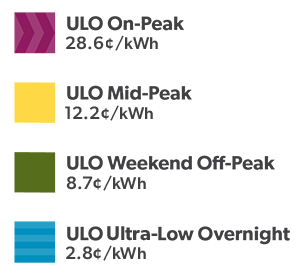 ULO On-Peak
28.6¢/kWh
ULO Mid-Peak
12.2¢/kWh
ULO Weekend Off-Peak
8.7¢/kWh
ULO Ultra-Low Overnight
2.8¢/kWh